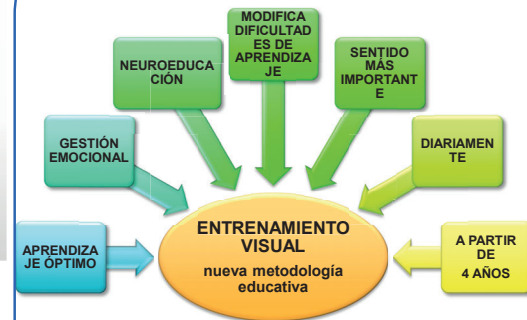 MODIFICA
DIFICULTAD
ES DE
APRENDIZA
JE
NEUROEDUCA
CIÓN
SENTIDO
MÁS
IMPORTANT
E
GESTIÓN
EMOCIONAL
DIARIAMEN
TE
APRENDIZA
JE ÓPTIMO
ENTRENAMIENTO
VISUAL
nueva metodología
educativa
A PARTIR
DE
4 AÑOS